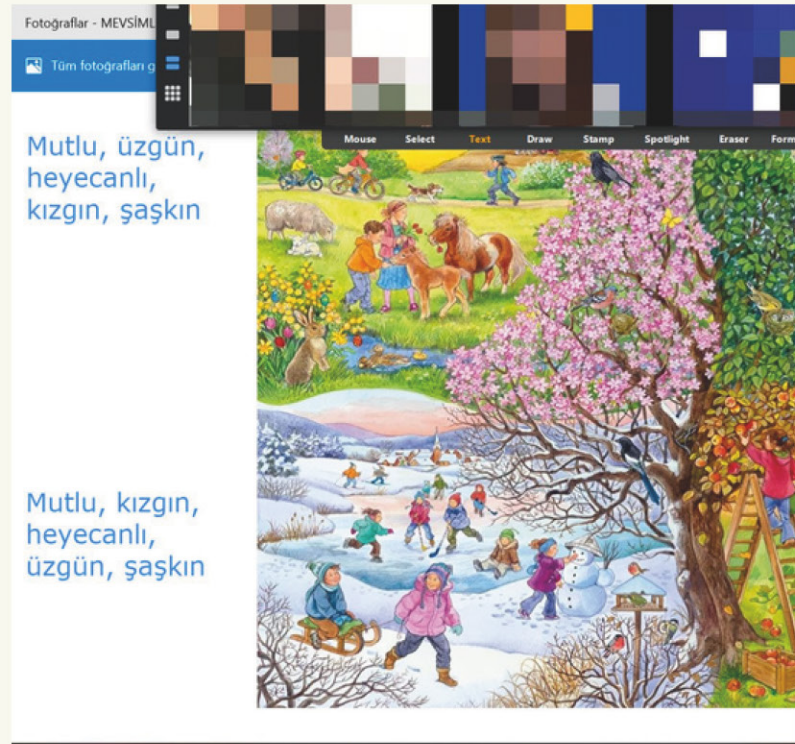 Fotoğraflar - MEVSİML
Tüm fotoğrafları g
Mouse Select Text Draw Stamp Spotlight Eraser Form
Mutlu, üzgün,
heyecanlı,
kızgın, şaşkın
Mutlu, kızgın,
heyecanlı,
üzgün, şaşkın